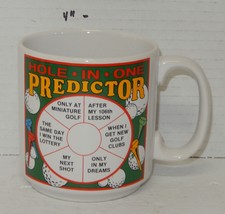 4"
HOLE • IN • ONE
PREDICTOR
ONLY AT
MINIATURE
GOLF
AFTER
MY 106th
LESSON
THE
SAME DAY
I WIN THE
LOTTERY
WHEN I
GET NEW
GOLF
CLUBS
MY
NEXT
SHOT
ONLY
IN MY
DREAMS